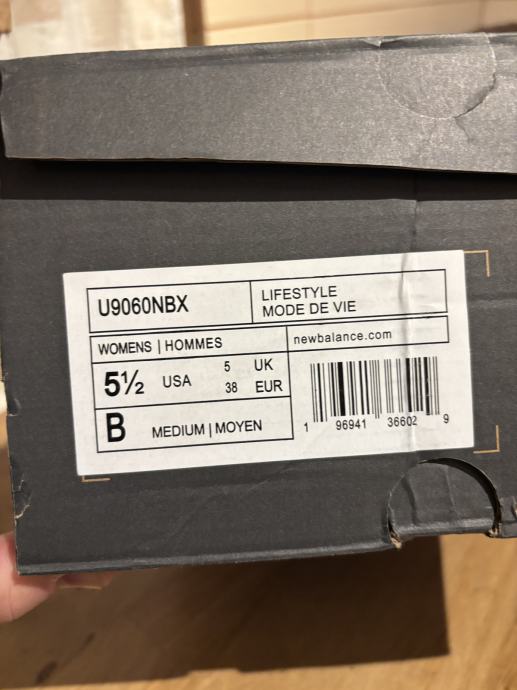 U9060NBX
LIFESTYLE
MODE DE VIE
WOMENS | HOMMES
newbalance.com
5½ USA 5 UK
38 EUR
B MEDIUM | MOYEN
1 96941 36602 9